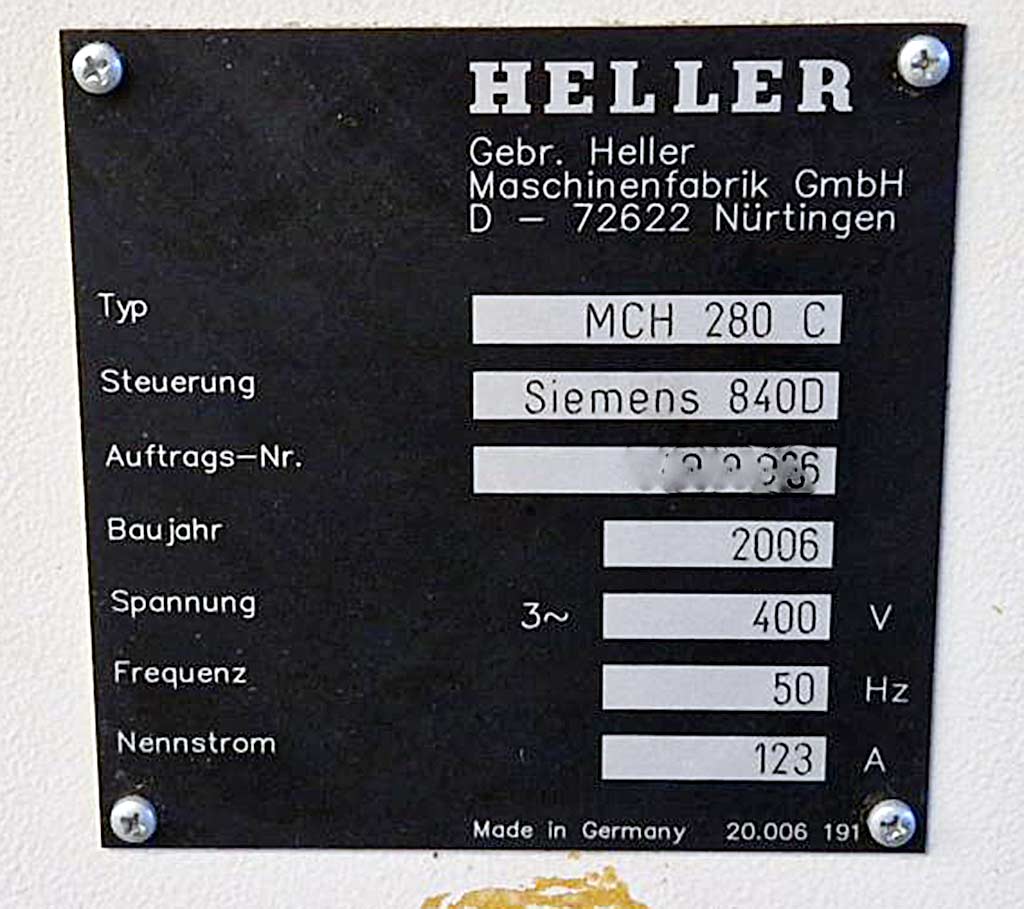 HELLER
Gebr. Heller
Maschinenfabrik GmbH
D – 72622 Nürtingen
Typ MCH 280 C
Steuerung Siemens 840D
Auftrags–Nr.
Baujahr 2006
Spannung 3~ 400 V
Frequenz 50 Hz
Nennstrom 123 A
Made in Germany 20.006 191